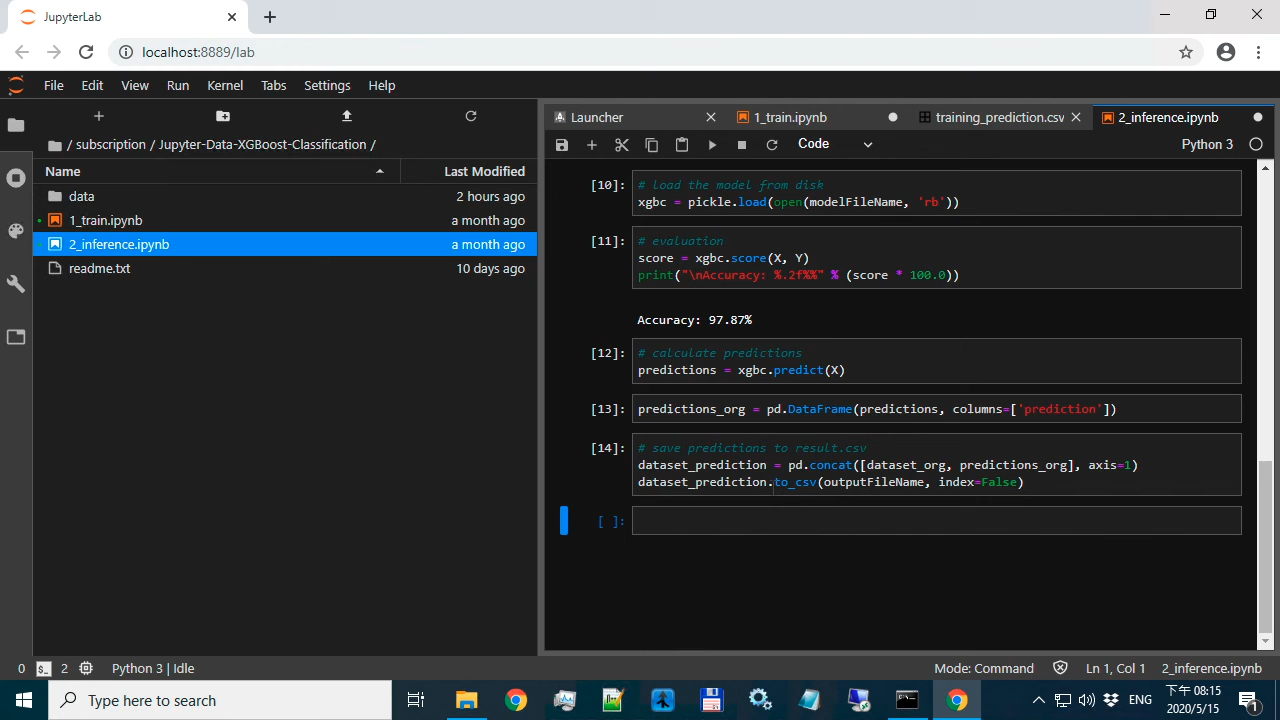 JupyterLab
localhost:8889/lab
File Edit View Run Kernel Tabs Settings Help
/ subscription / Jupyter-Data-XGBoost-Classification /
Name Last Modified
data 2 hours ago
1_train.ipynb a month ago
2_inference.ipynb a month ago
readme.txt 10 days ago
Launcher 1_train.ipynb training_prediction.csv 2_inference.ipynb
Code Python 3
[10]: # load the model from disk
xgbc = pickle.load(open(modelFileName, 'rb'))
[11]: # evaluation
score = xgbc.score(X, Y)
print("\nAccuracy: %.2f%%" % (score * 100.0))
Accuracy: 97.87%
[12]: # calculate predictions
predictions = xgbc.predict(X)
[13]: predictions_org = pd.DataFrame(predictions, columns=['prediction'])
[14]: # save predictions to result.csv
dataset_prediction = pd.concat([dataset_org, predictions_org], axis=1)
dataset_prediction.to_csv(outputFileName, index=False)
[ ]:
0 $_ 2 Python 3 | Idle Mode: Command Ln 1, Col 1 2_inference.ipynb
Type here to search ENG 下午 08:15
2020/5/15 1